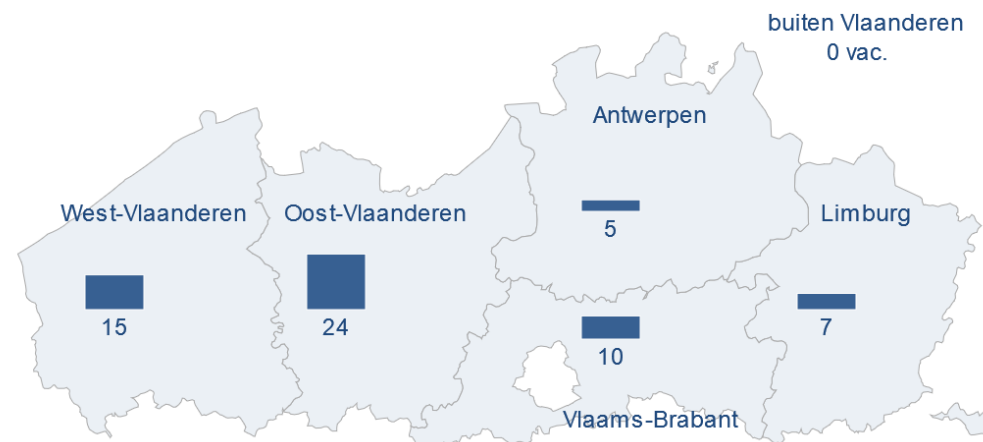 buiten Vlaanderen
0 vac.
Antwerpen
5
West-Vlaanderen
15
Oost-Vlaanderen
24
Limburg
7
10
Vlaams-Brabant